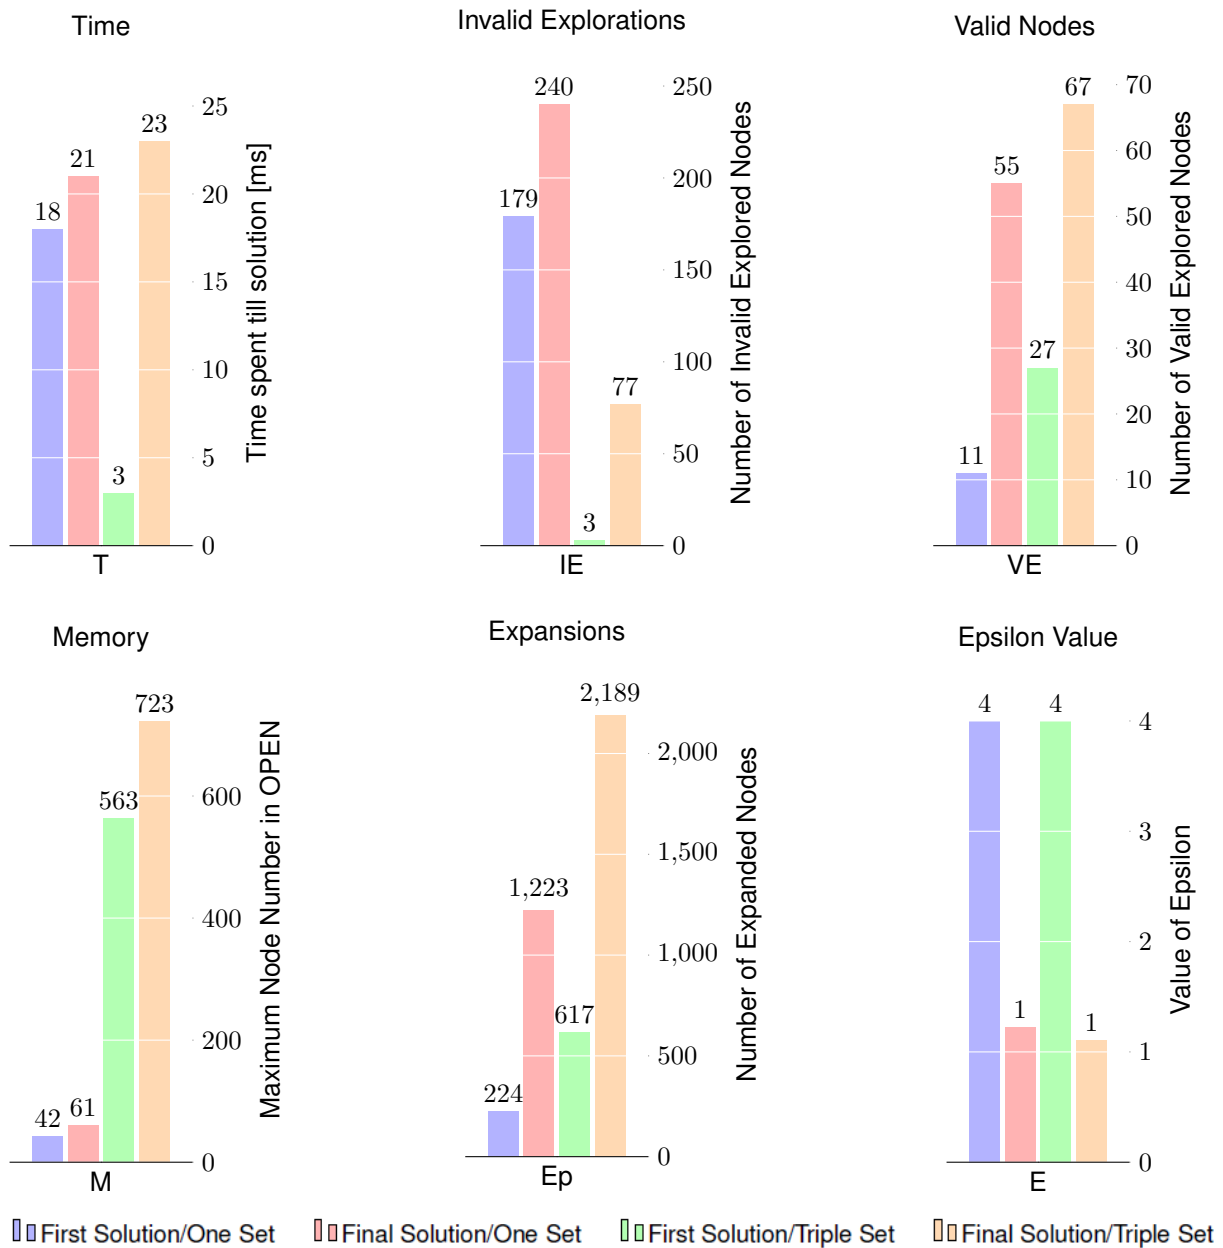 Time
25
20
15
10
5
0
18
21
3
23
Time spent till solution [ms]
T
Invalid Explorations
250
200
150
100
50
0
179
240
3
77
Number of Invalid Explored Nodes
IE
Valid Nodes
70
60
50
40
30
20
10
0
11
55
27
67
Number of Valid Explored Nodes
VE
Memory
600
400
200
0
42
61
563
723
Maximum Node Number in OPEN
M
Expansions
2,000
1,500
1,000
500
0
224
1,223
617
2,189
Number of Expanded Nodes
Ep
Epsilon Value
4
3
2
1
0
4
1
4
1
Value of Epsilon
E
First Solution/One Set
Final Solution/One Set
First Solution/Triple Set
Final Solution/Triple Set